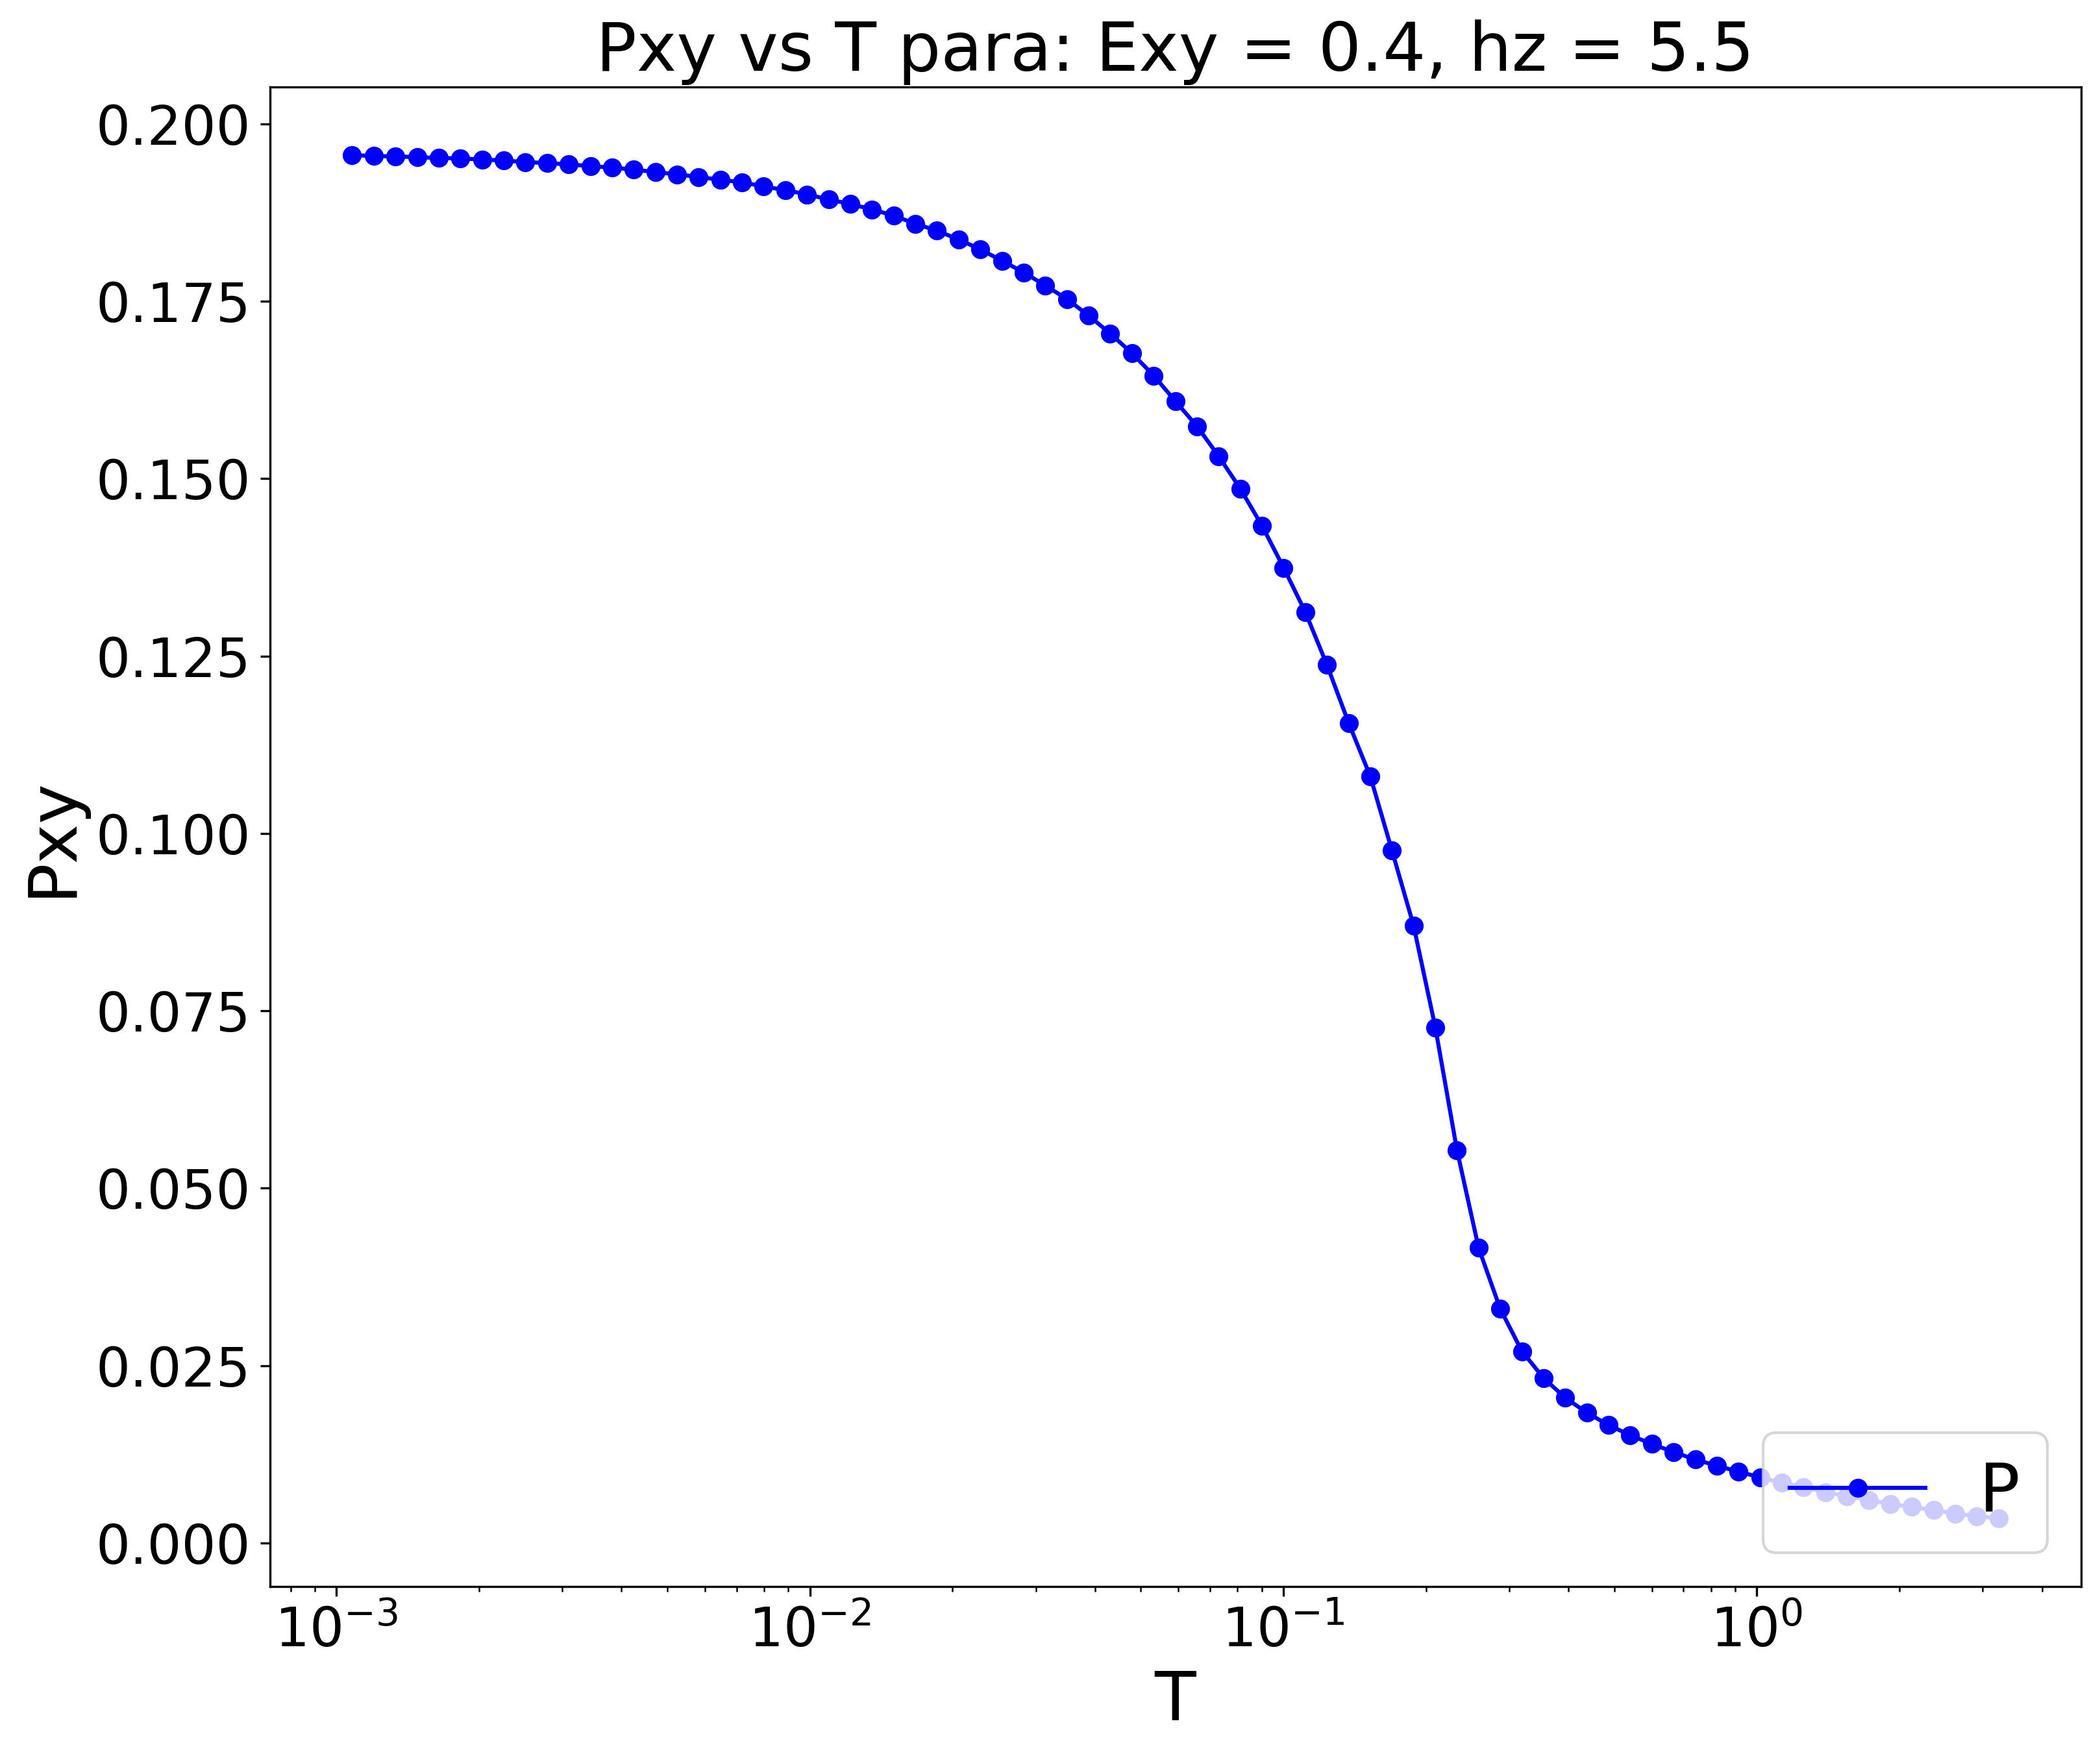 Pxy vs T para: Exy = 0.4, hz = 5.5
0.200
0.175
0.150
0.125
0.100
0.075
0.050
0.025
0.000
Pxy
P
10⁻³ 10⁻² 10⁻¹ 10⁰
T